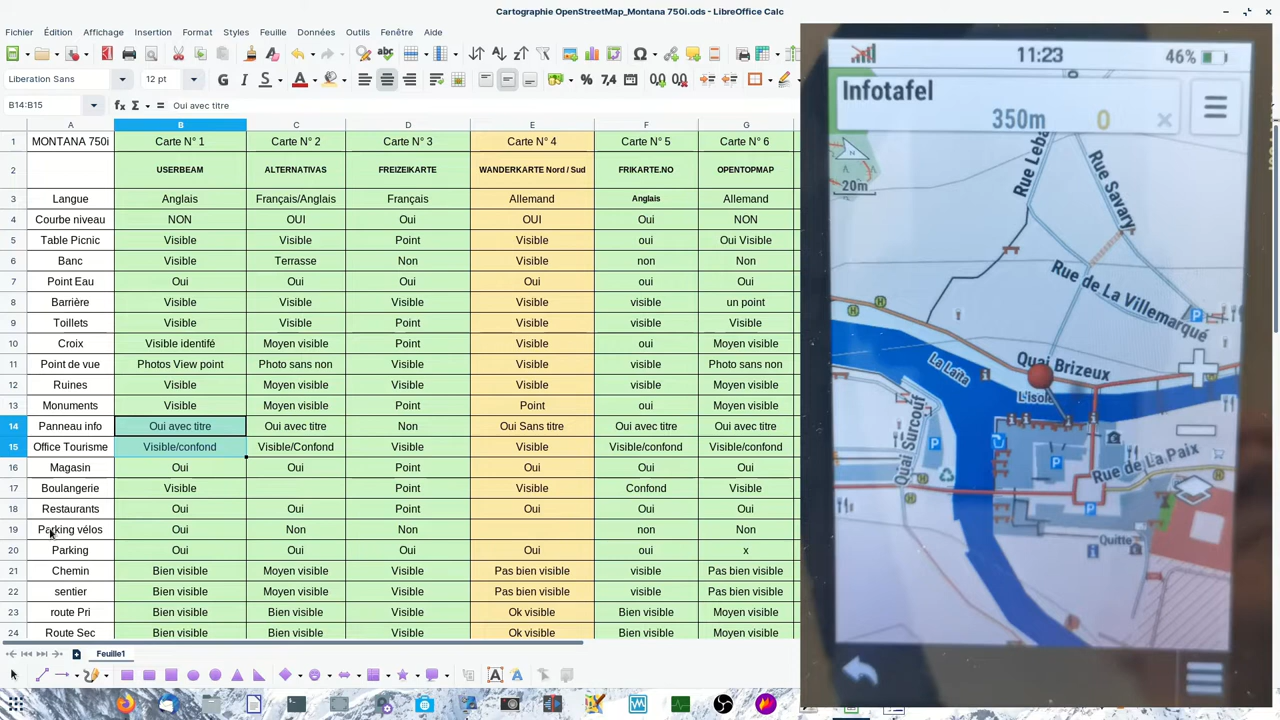 Cartographie OpenStreetMap_Montana 750i.ods - LibreOffice Calc
Fichier Édition Affichage Insertion Format Styles Feuille Données Outils Fenêtre Aide
Liberation Sans 12 pt
B14:B15 Oui avec titre
A B C D E F G
1 MONTANA 750i Carte N° 1 Carte N° 2 Carte N° 3 Carte N° 4 Carte N° 5 Carte N° 6
2 USERBEAM ALTERNATIVAS FREIZEIKARTE WANDERKARTE Nord / Sud FRIKARTE.NO OPENTOPMAP
3 Langue Anglais Français/Anglais Français Allemand Anglais Allemand
4 Courbe niveau NON OUI Oui OUI Oui NON
5 Table Picnic Visible Visible Point Visible oui Oui Visible
6 Banc Visible Terrasse Non Visible non Non
7 Point Eau Oui Oui Oui Oui oui Oui
8 Barrière Visible Visible Visible Visible visible un point
9 Toillets Visible Visible Point Visible visible Visible
10 Croix Visible identifé Moyen visible Point Visible oui Moyen visible
11 Point de vue Photos View point Photo sans non Visible Visible visible Photo sans non
12 Ruines Visible Moyen visible Visible Visible visible Moyen visible
13 Monuments Visible Moyen visible Point Point oui Moyen visible
14 Panneau info Oui avec titre Oui avec titre Non Oui Sans titre Oui avec titre Oui avec titre
15 Office Tourisme Visible/confond Visible/Confond Visible Visible Visible/confond Visible/confond
16 Magasin Oui Oui Point Oui Oui Oui
17 Boulangerie Visible Point Visible Confond Visible
18 Restaurants Oui Oui Point Oui Oui Oui
19 Parking vélos Oui Non Non non Non
20 Parking Oui Oui Oui Oui oui x
21 Chemin Bien visible Moyen visible Visible Pas bien visible visible Pas bien visible
22 sentier Bien visible Moyen visible Visible Pas bien visible visible Pas bien visible
23 route Pri Bien visible Bien visible Visible Ok visible Bien visible Moyen visible
24 Route Sec Bien visible Bien visible Visible Ok visible Bien visible Moyen visible
Feuille1
11:23 46%
Infotafel
350m 0
20m
Rue Leba
Rue Savary
Rue de La Villemarqué
La Laïta
Quai Brizeux
L'Isole
Quai Surcouf
Rue de La Paix
Quitte